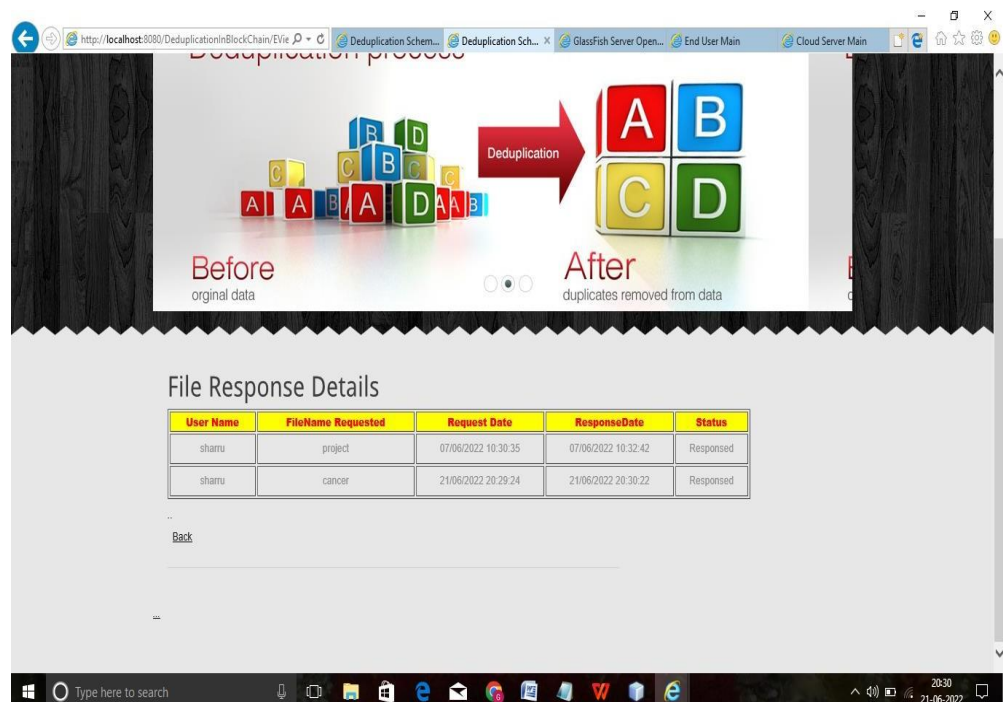 http://localhost:8080/DeduplicationInBlockChain/EVie
Deduplication Schem...
Deduplication Sch...
GlassFish Server Open...
End User Main
Cloud Server Main
Deduplication process
Deduplication
A B
C D
B D
C C B C C
A A B A D A A B
Before
orginal data
After
duplicates removed from data
File Response Details
User Name FileName Requested Request Date ResponseDate Status
sharru project 07/06/2022 10:30:35 07/06/2022 10:32:42 Responsed
sharru cancer 21/06/2022 20:29:24 21/06/2022 20:30:22 Responsed
..
Back
...
Type here to search
20:30
21-06-2022